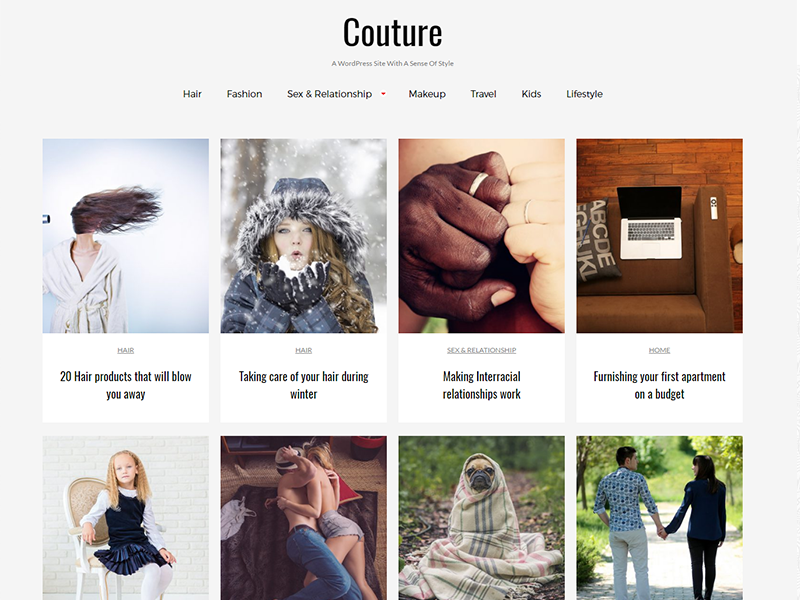 Couture
A WordPress Site With A Sense Of Style
Hair Fashion Sex & Relationship Makeup Travel Kids Lifestyle
ABCDE
HAIR
HAIR
SEX & RELATIONSHIP
HOME
20 Hair products that will blow
you away
Taking care of your hair during
winter
Making Interracial
relationships work
Furnishing your first apartment
on a budget